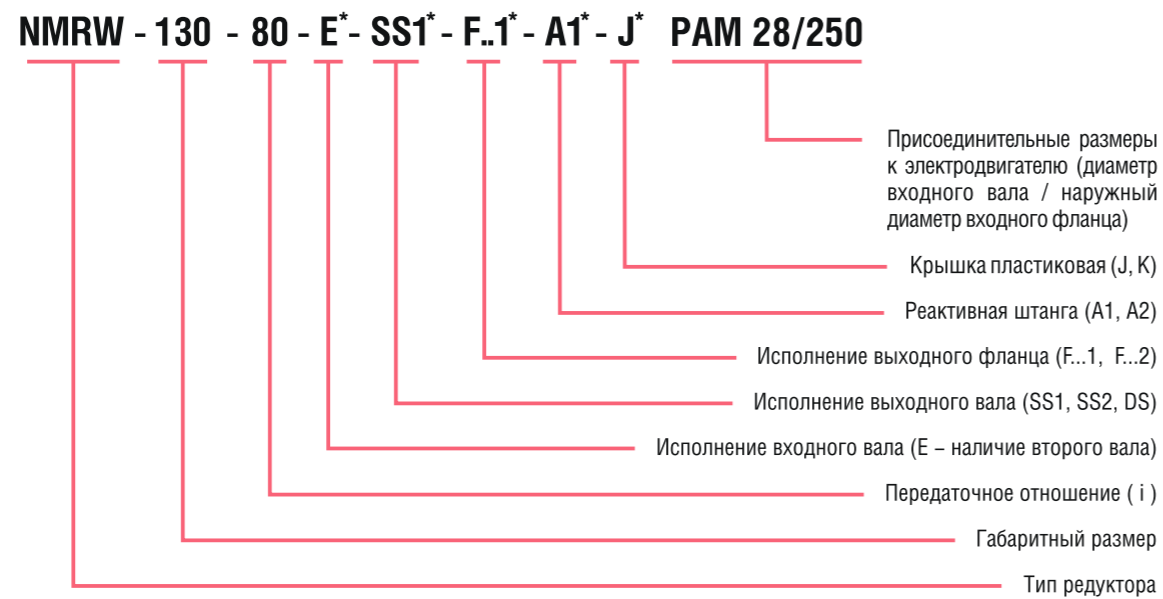 NMRW - 130 - 80 - E* - SS1* - F..1* - A1* - J* PAM 28/250
Присоединительные размеры
к электродвигателю (диаметр
входного вала / наружный
диаметр входного фланца)
Крышка пластиковая (J, K)
Реактивная штанга (A1, A2)
Исполнение выходного фланца (F...1, F...2)
Исполнение выходного вала (SS1, SS2, DS)
Исполнение входного вала (E – наличие второго вала)
Передаточное отношение ( i )
Габаритный размер
Тип редуктора